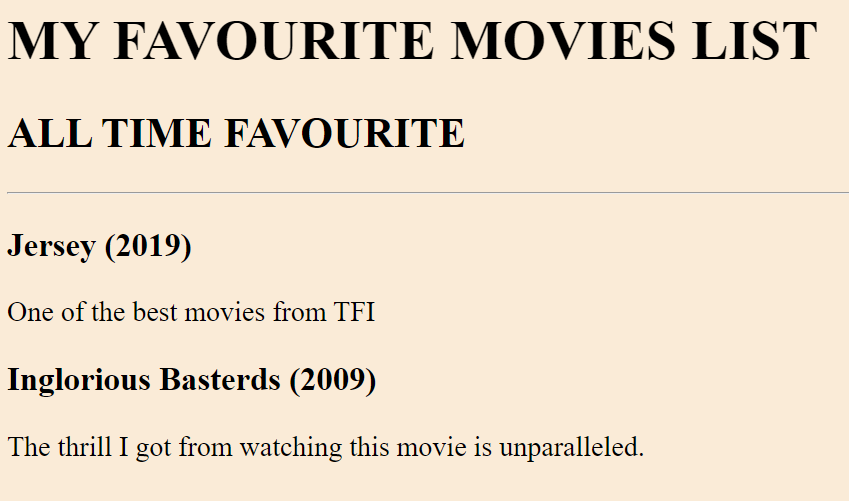 MY FAVOURITE MOVIES LIST
ALL TIME FAVOURITE
Jersey (2019)
One of the best movies from TFI
Inglorious Basterds (2009)
The thrill I got from watching this movie is unparalleled.